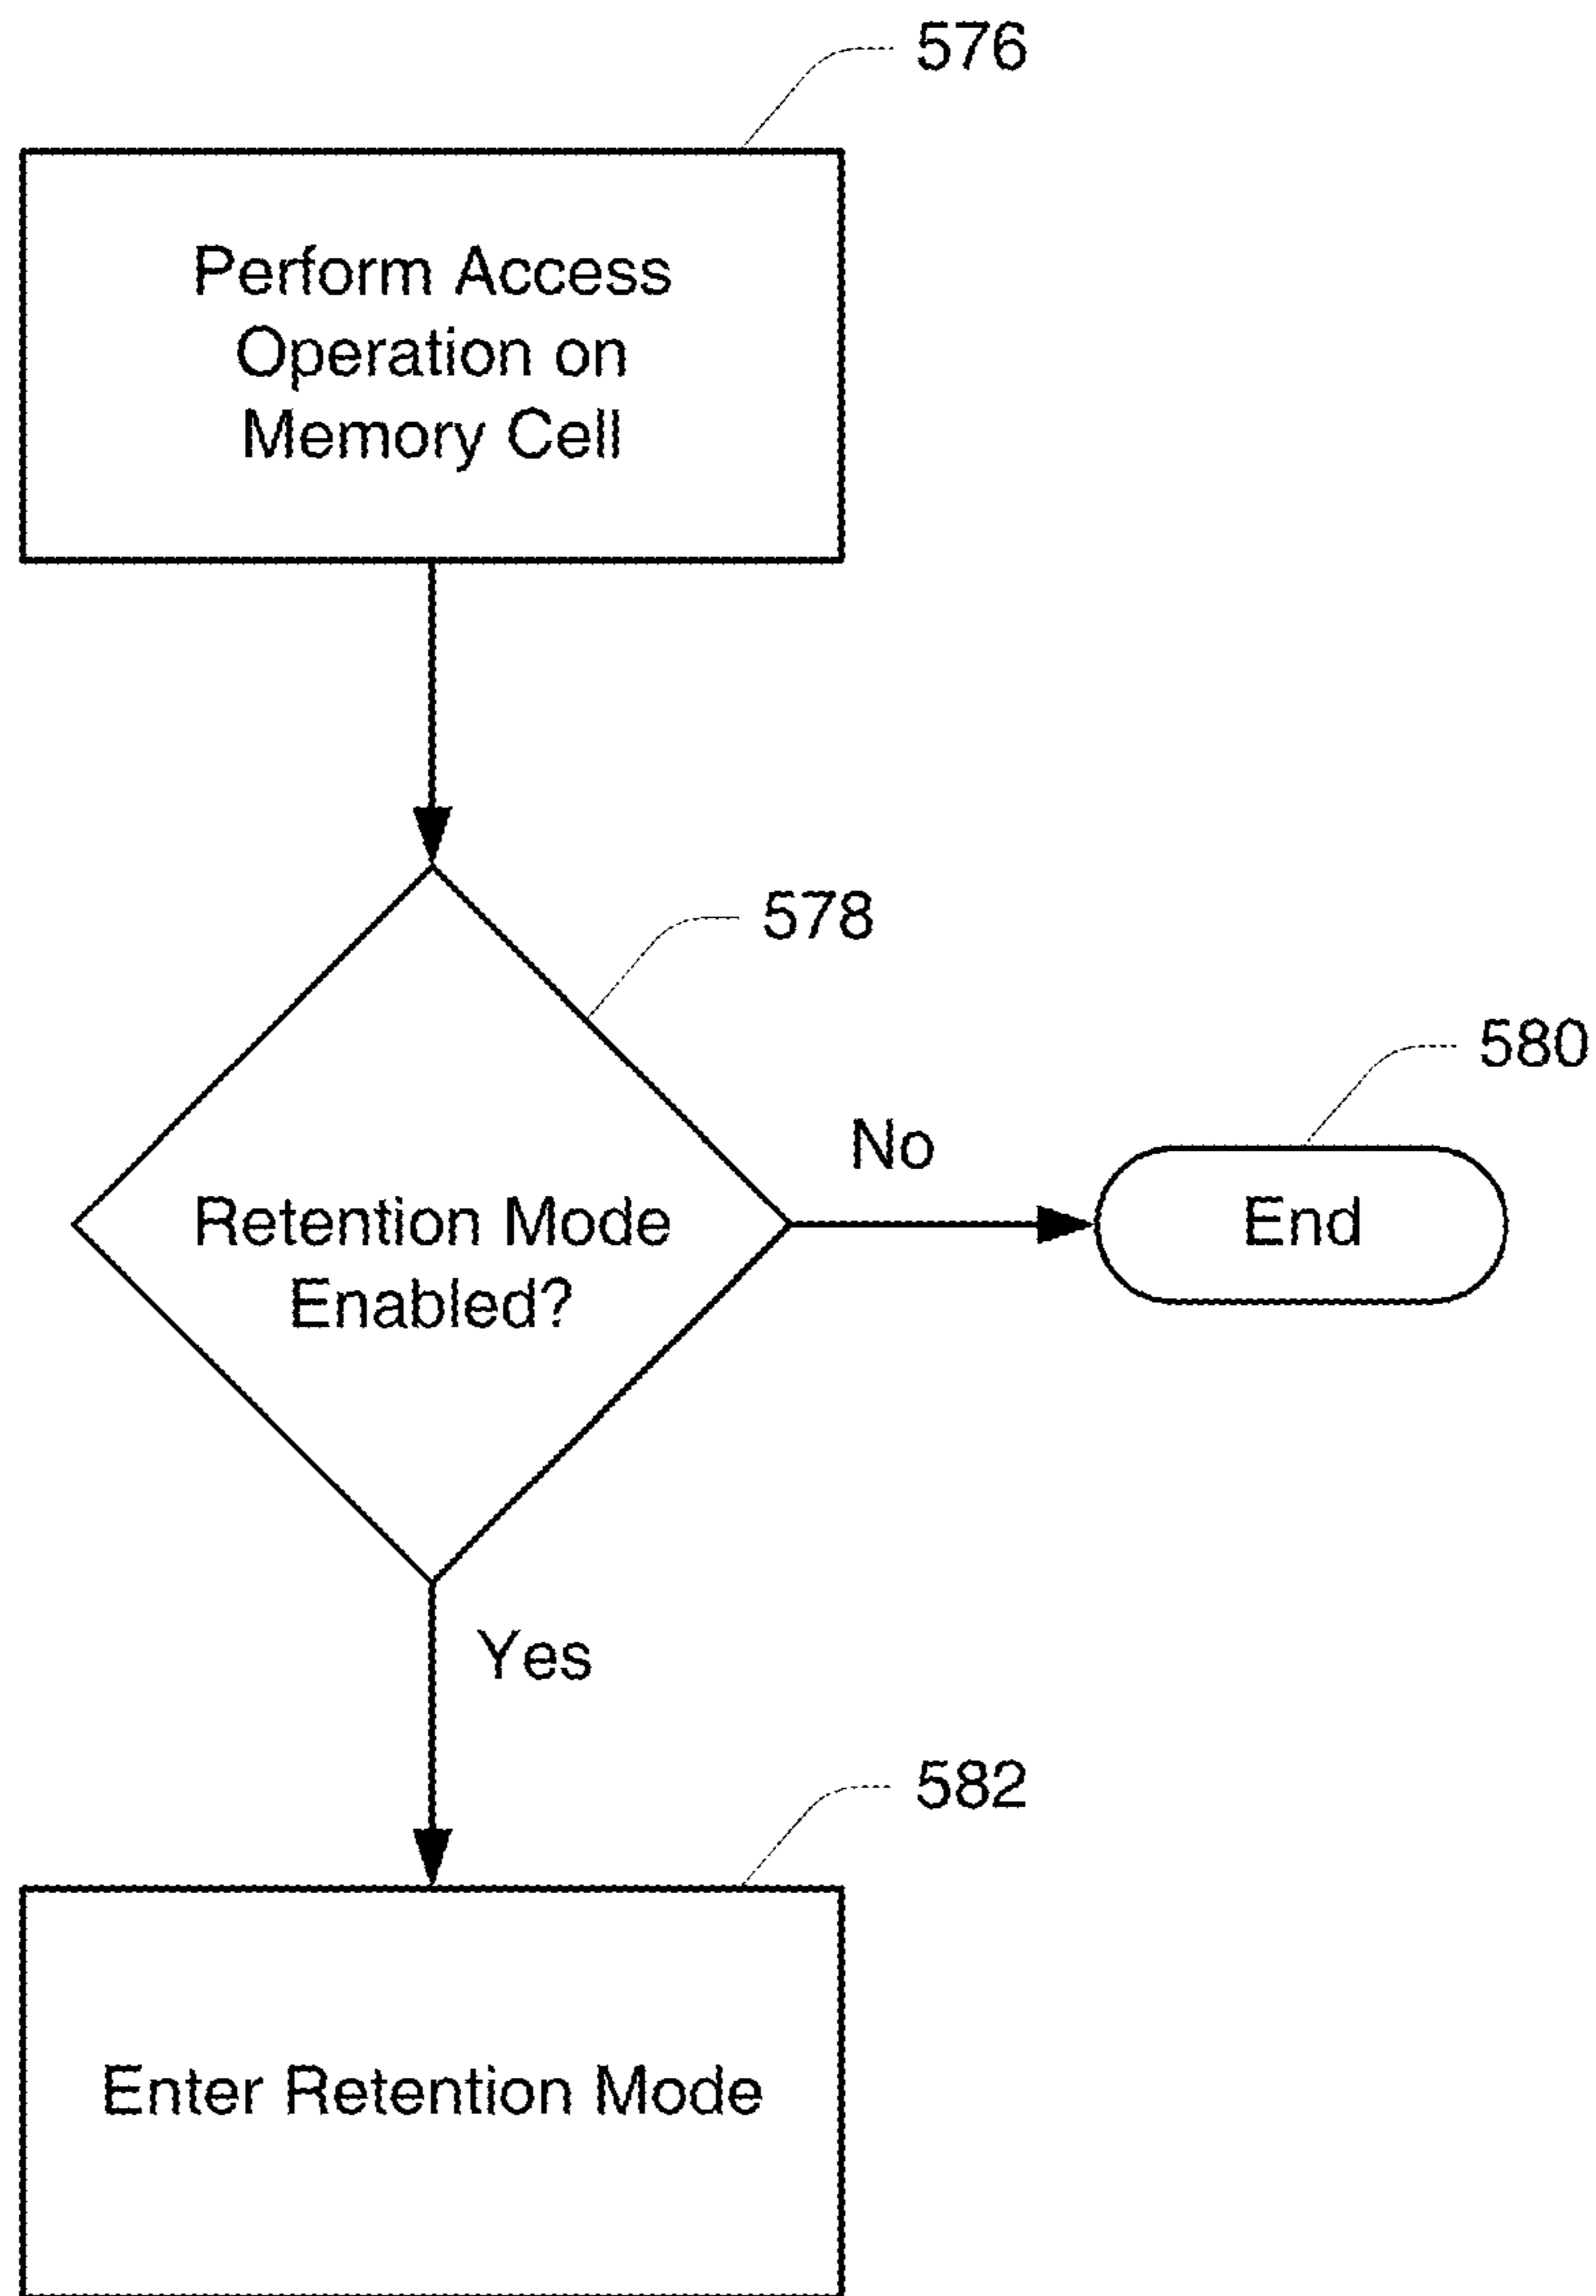 576
Perform Access
Operation on
Memory Cell
578
580
No
Retention Mode
Enabled?
End
Yes
582
Enter Retention Mode